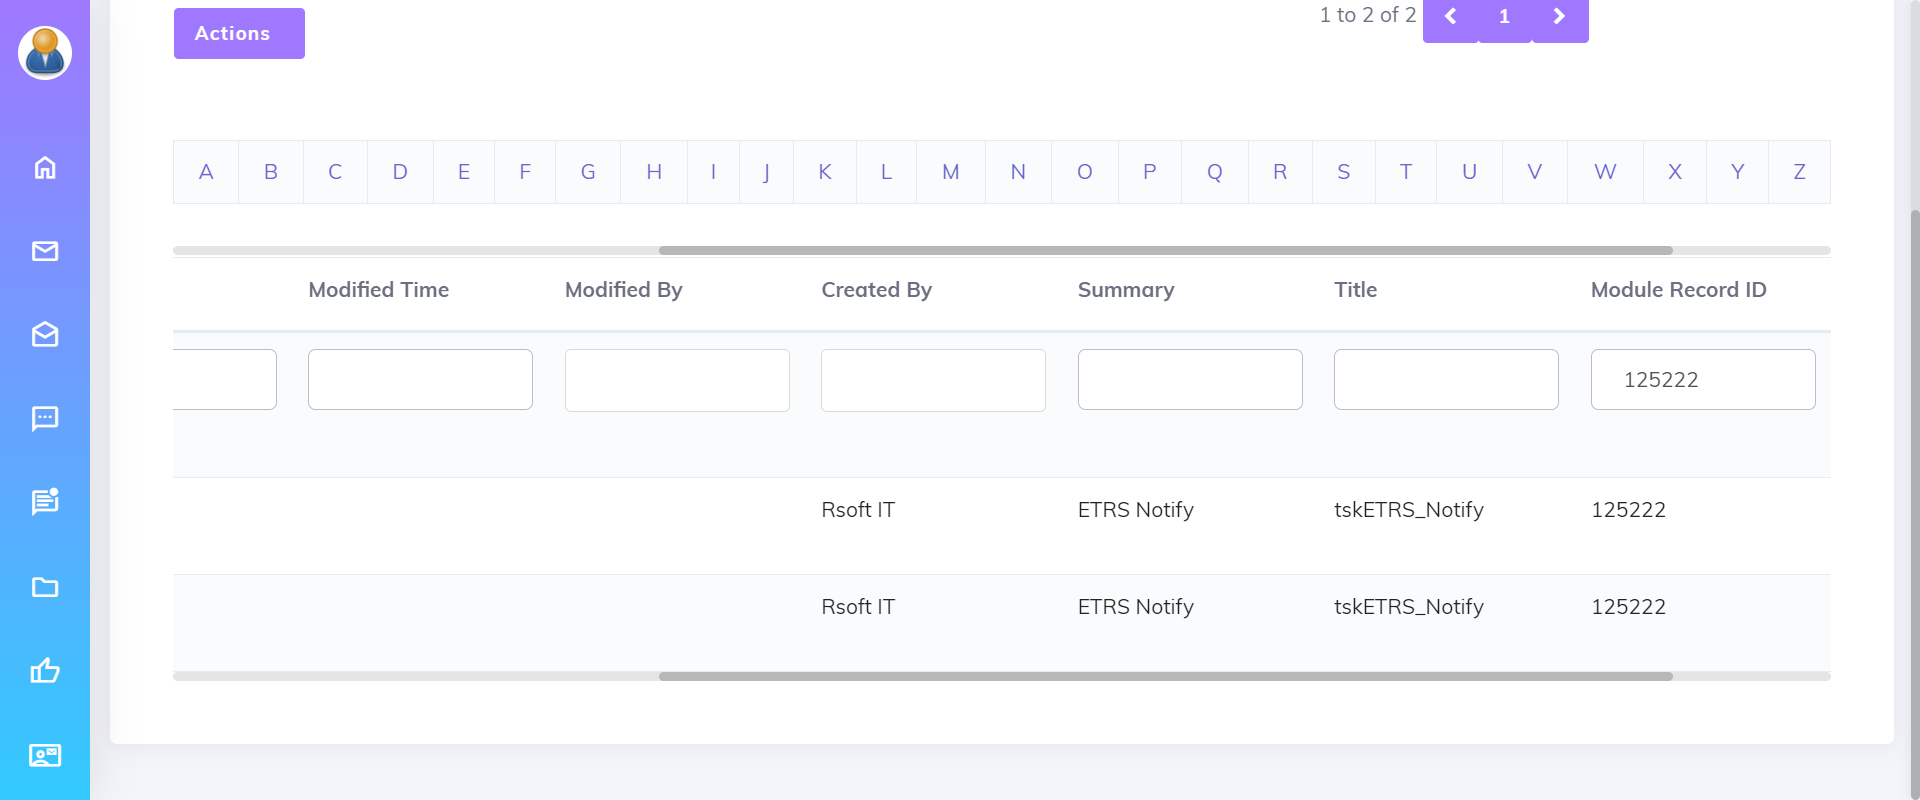 Actions
1 to 2 of 2 1
A B C D E F G H I J K L M N O P Q R S T U V W X Y Z
Modified Time Modified By Created By Summary Title Module Record ID
125222
Rsoft IT ETRS Notify tskETRS_Notify 125222
Rsoft IT ETRS Notify tskETRS_Notify 125222